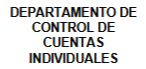 DEPARTAMENTO DE
CONTROL DE
CUENTAS
INDIVIDUALES